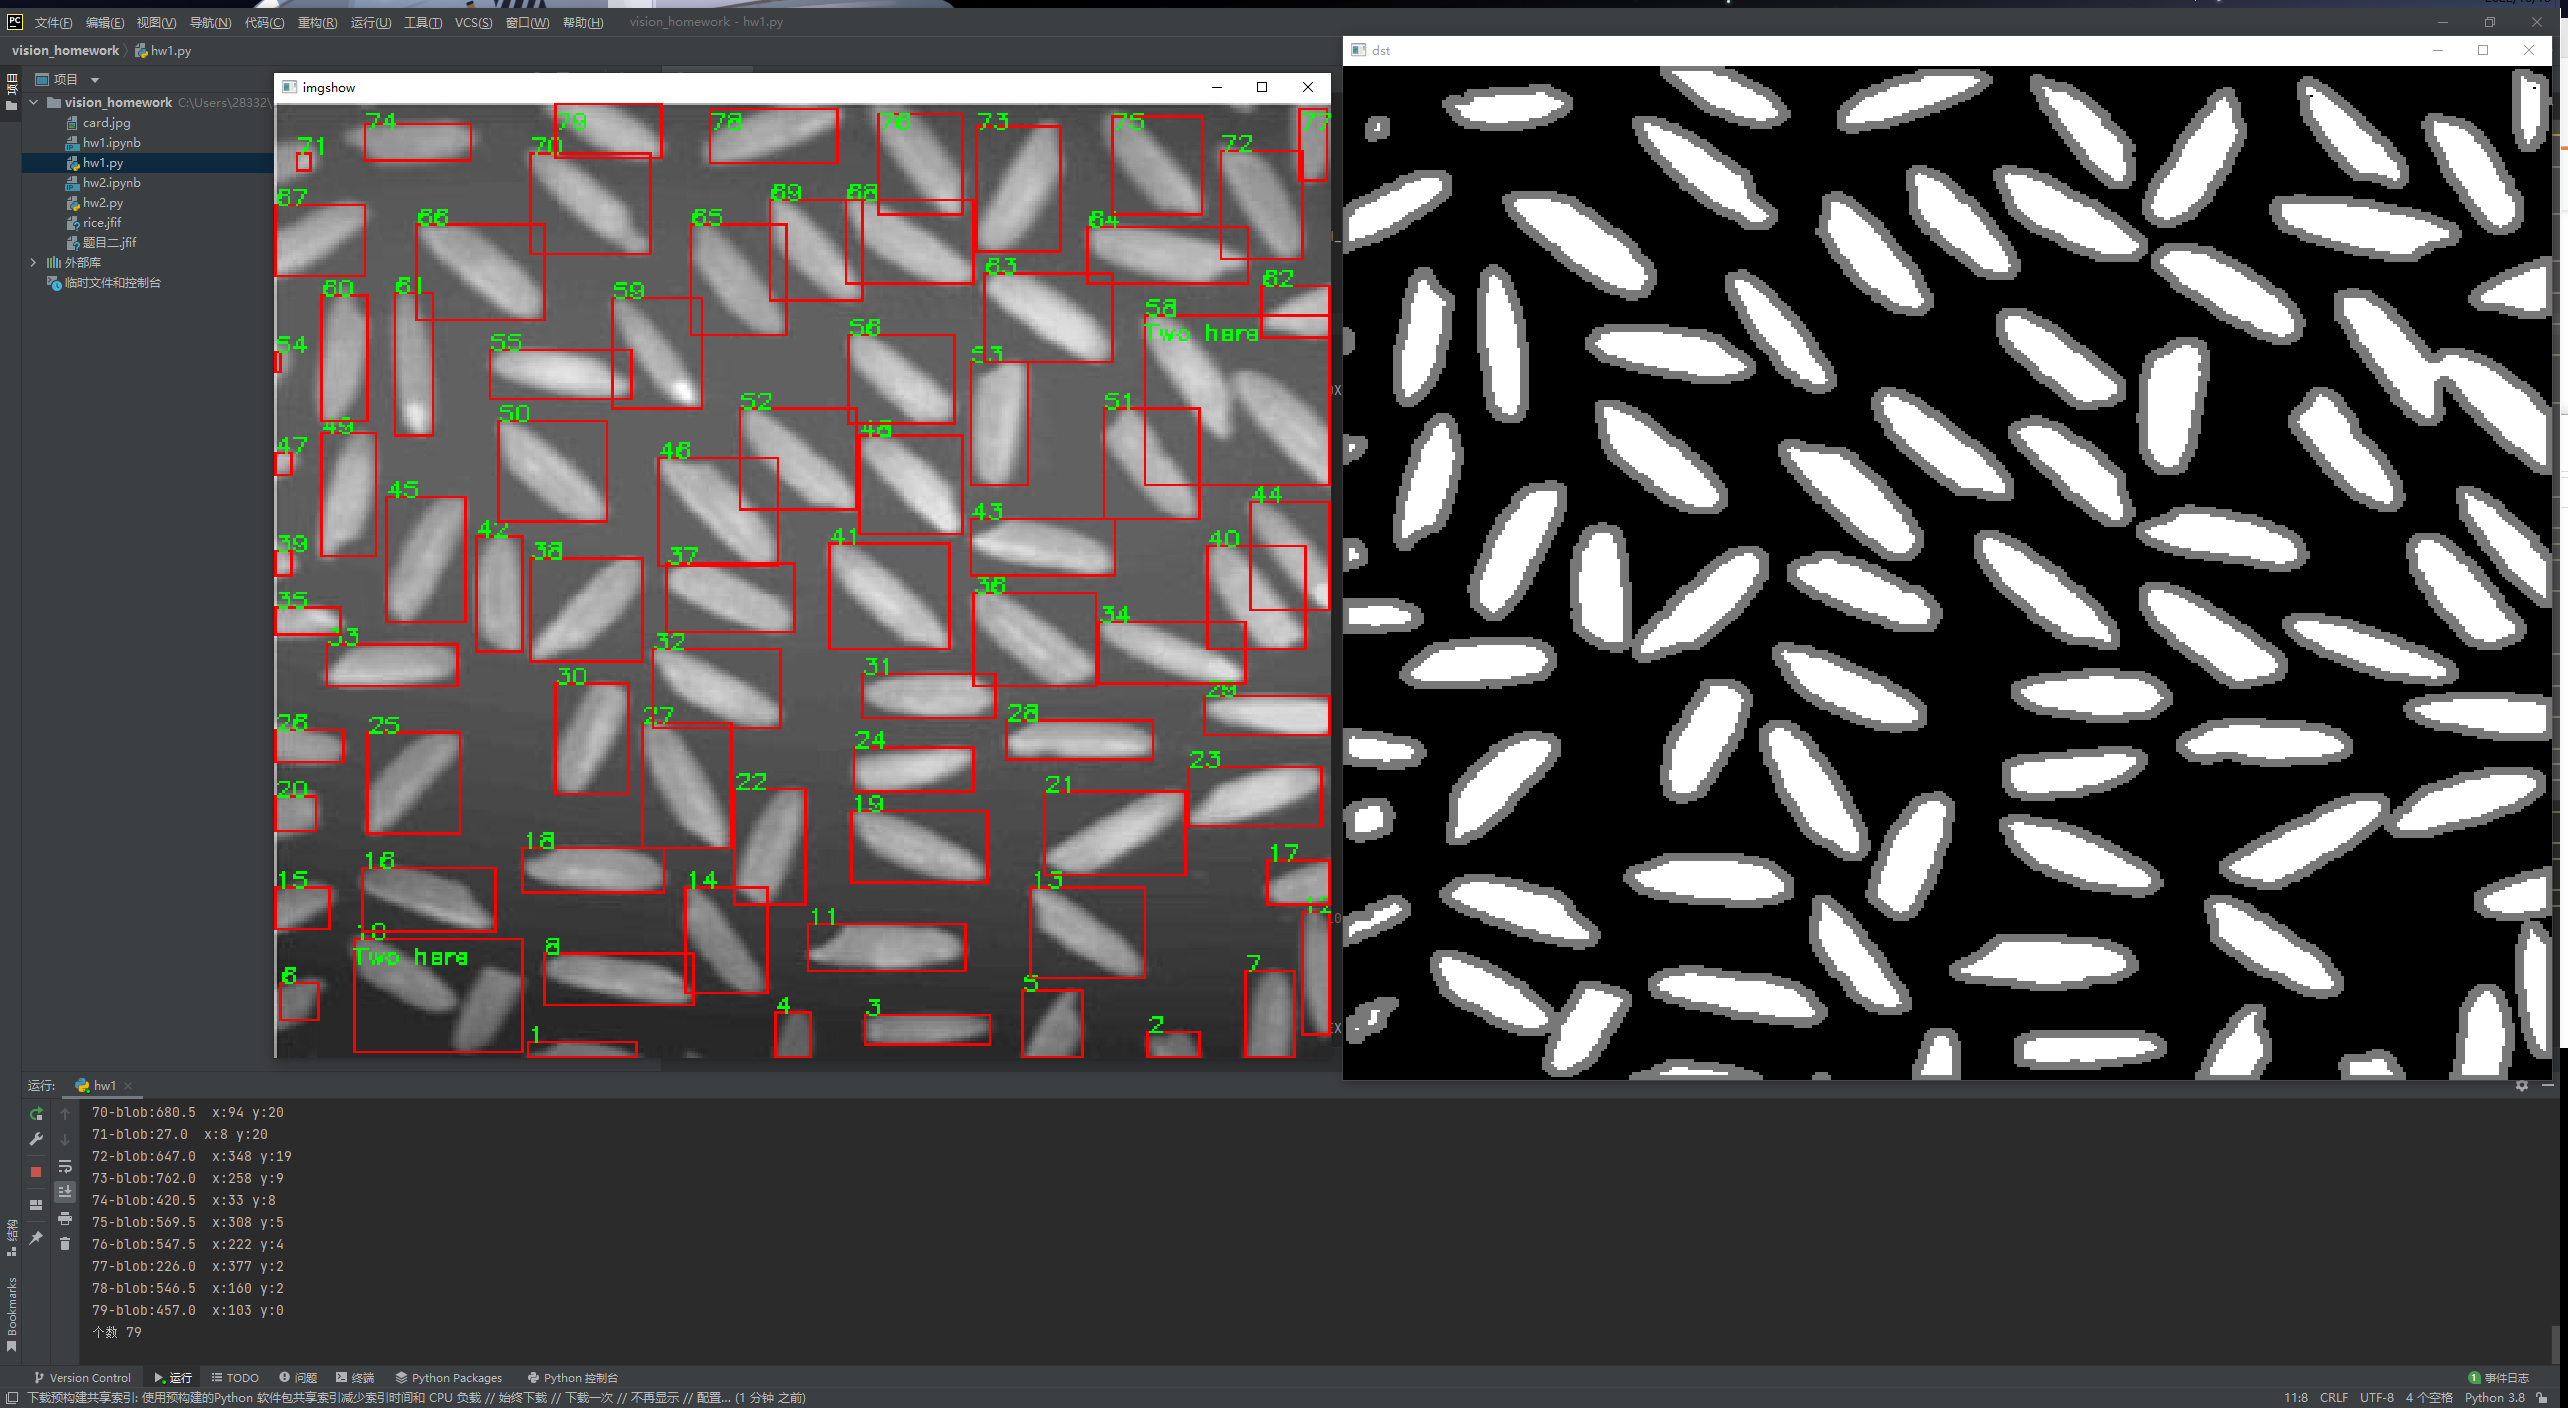 文件(F) 编辑(E) 视图(V) 导航(N) 代码(C) 重构(R) 运行(U) 工具(T) VCS(S) 窗口(W) 帮助(H) vision_homework - hw1.py
vision_homework hw1.py
项目
项目
vision_homework C:\Users\28332\
card.jpg
hw1.ipynb
hw1.py
hw2.ipynb
hw2.py
rice.jfif
题目二.jfif
外部库
临时文件和控制台
imgshow
dst
79
74 78 76 73 75 77
71 70 72
67 69 68
66 65 64
63
60 61 59 62
58
54 55 56 Two here
53
52 51
50
49 48
47 46
45 44
42 43
39 38 37 41 40
36
35 34
33 32
30 31
29
26 25 27 28
24
23
20 22 21
19
18
16 17
15 14 13
11 12
10
Two here 8
7
6 5
4 3
1 2
运行: hw1
70-blob:680.5 x:94 y:20
71-blob:27.0 x:8 y:20
72-blob:647.0 x:348 y:19
73-blob:762.0 x:258 y:9
74-blob:420.5 x:33 y:8
75-blob:569.5 x:308 y:5
76-blob:547.5 x:222 y:4
77-blob:226.0 x:377 y:2
78-blob:546.5 x:160 y:2
79-blob:457.0 x:103 y:0
个数 79
结构
Bookmarks
Version Control 运行 TODO 问题 终端 Python Packages Python 控制台 1 事件日志
下载预构建共享索引: 使用预构建的Python 软件包共享索引减少索引时间和 CPU 负载 // 始终下载 // 下载一次 // 不再显示 // 配置... (1 分钟 之前) 11:8 CRLF UTF-8 4 个空格 Python 3.8